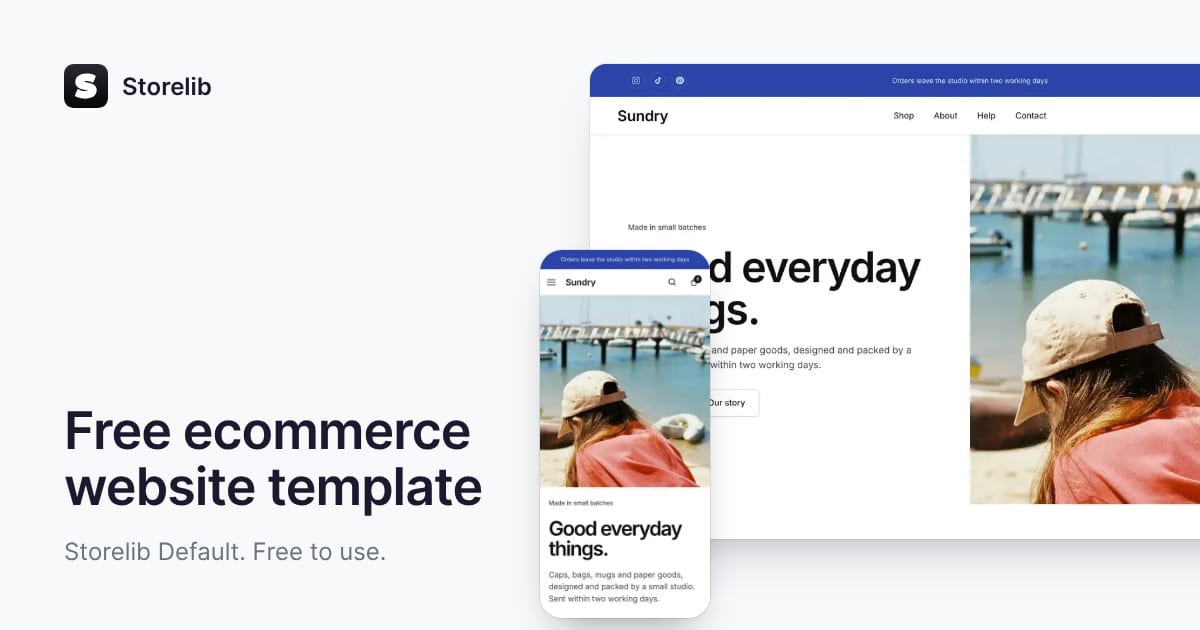 Storelib
Free ecommerce
website template
Storelib Default. Free to use.
Orders leave the studio within two working days
Sundry
Shop About Help Contact
Made in small batches
d everyday
gs.
and paper goods, designed and packed by a
within two working days.
Our story
Orders leave the studio within two working days
Sundry
Made in small batches
Good everyday
things.
Caps, bags, mugs and paper goods,
designed and packed by a small studio.
Sent within two working days.